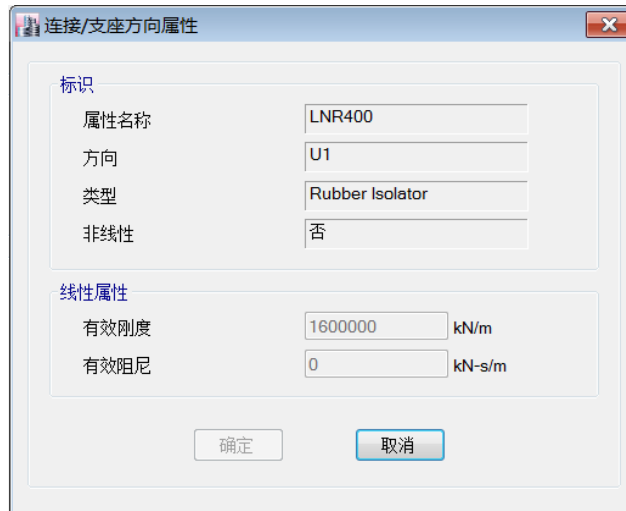 连接/支座方向属性
标识
属性名称 LNR400
方向 U1
类型 Rubber Isolator
非线性 否
线性属性
有效刚度 1600000 kN/m
有效阻尼 0 kN-s/m
确定 取消